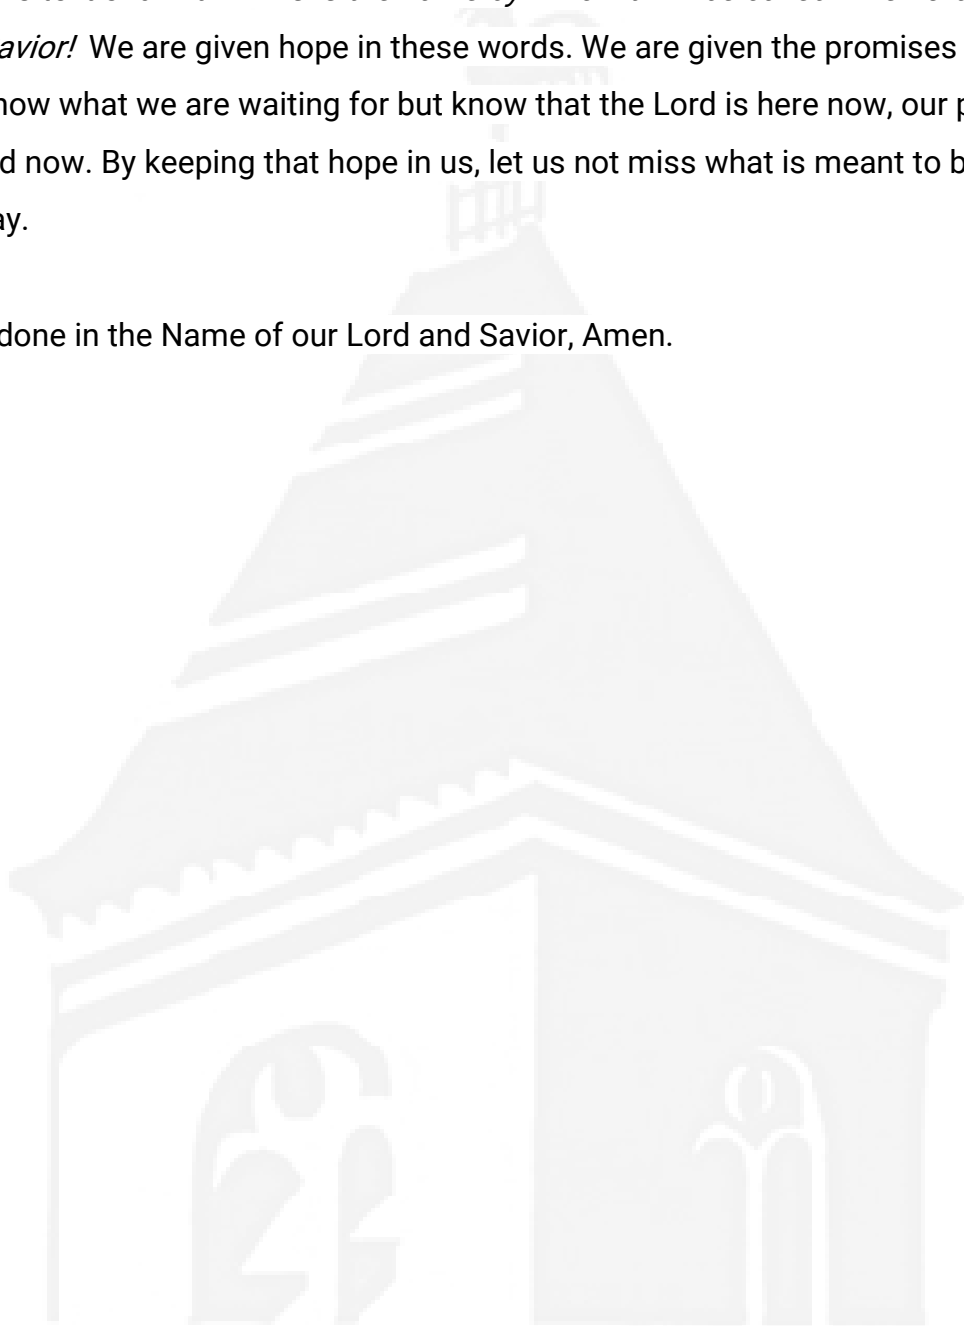 avior! We are given hope in these words. We are given the promises
now what we are waiting for but know that the Lord is here now, our p
d now. By keeping that hope in us, let us not miss what is meant to b
ay.
done in the Name of our Lord and Savior, Amen.